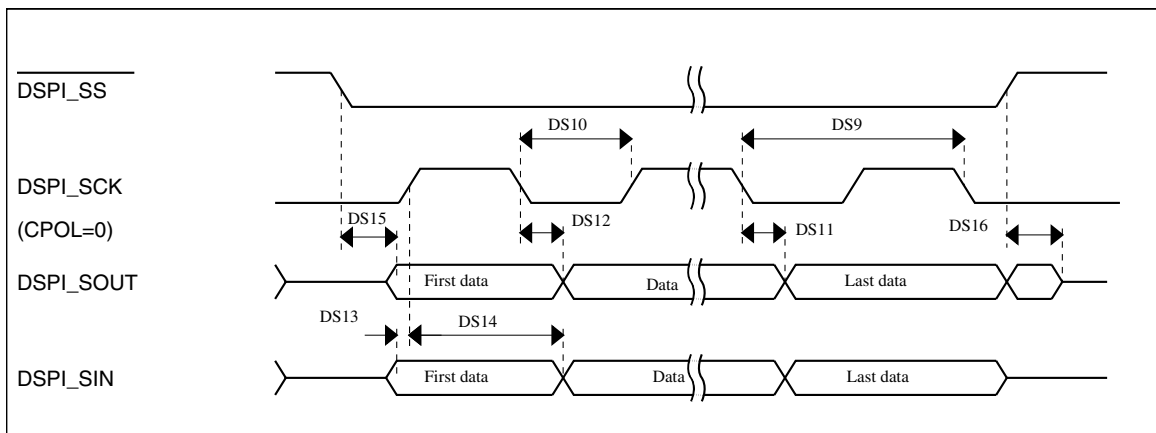 DSPI_SS
DS10
DS9
DSPI_SCK
(CPOL=0)
DS15
DS12
DS11
DS16
DSPI_SOUT
First data
Data
Last data
DS13
DS14
DSPI_SIN
First data
Data
Last data